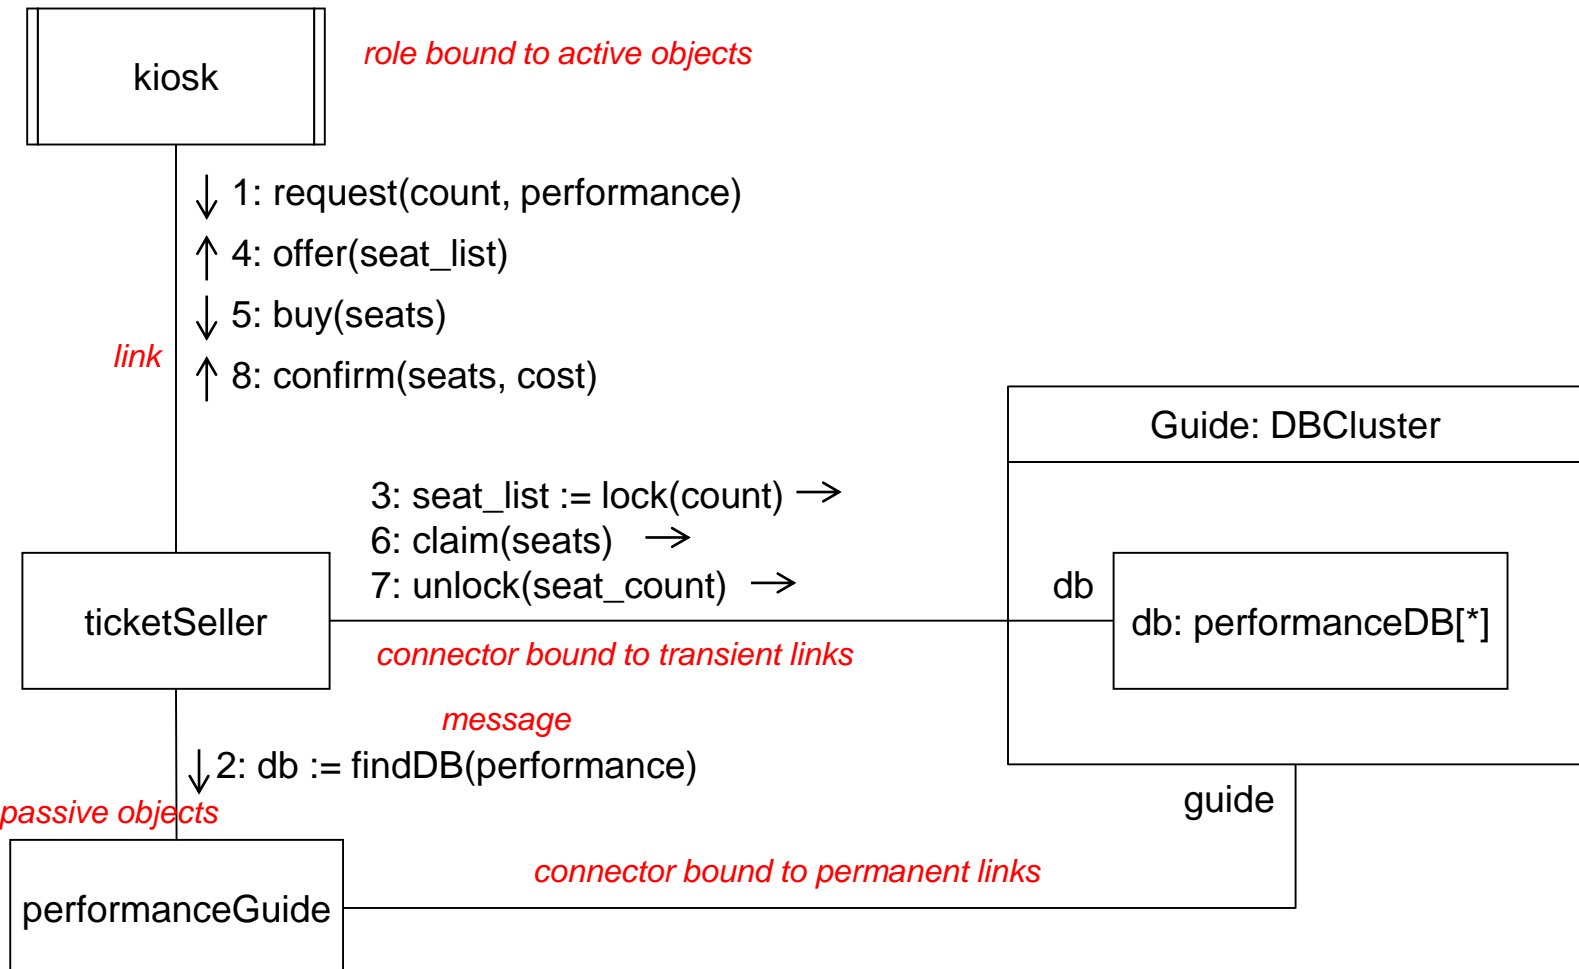 kiosk
role bound to active objects
1: request(count, performance)
4: offer(seat_list)
5: buy(seats)
link
8: confirm(seats, cost)
Guide: DBCluster
3: seat_list := lock(count)
6: claim(seats)
7: unlock(seat_count)
db
ticketSeller
db: performanceDB[*]
connector bound to transient links
message
2: db := findDB(performance)
passive objects
guide
connector bound to permanent links
performanceGuide